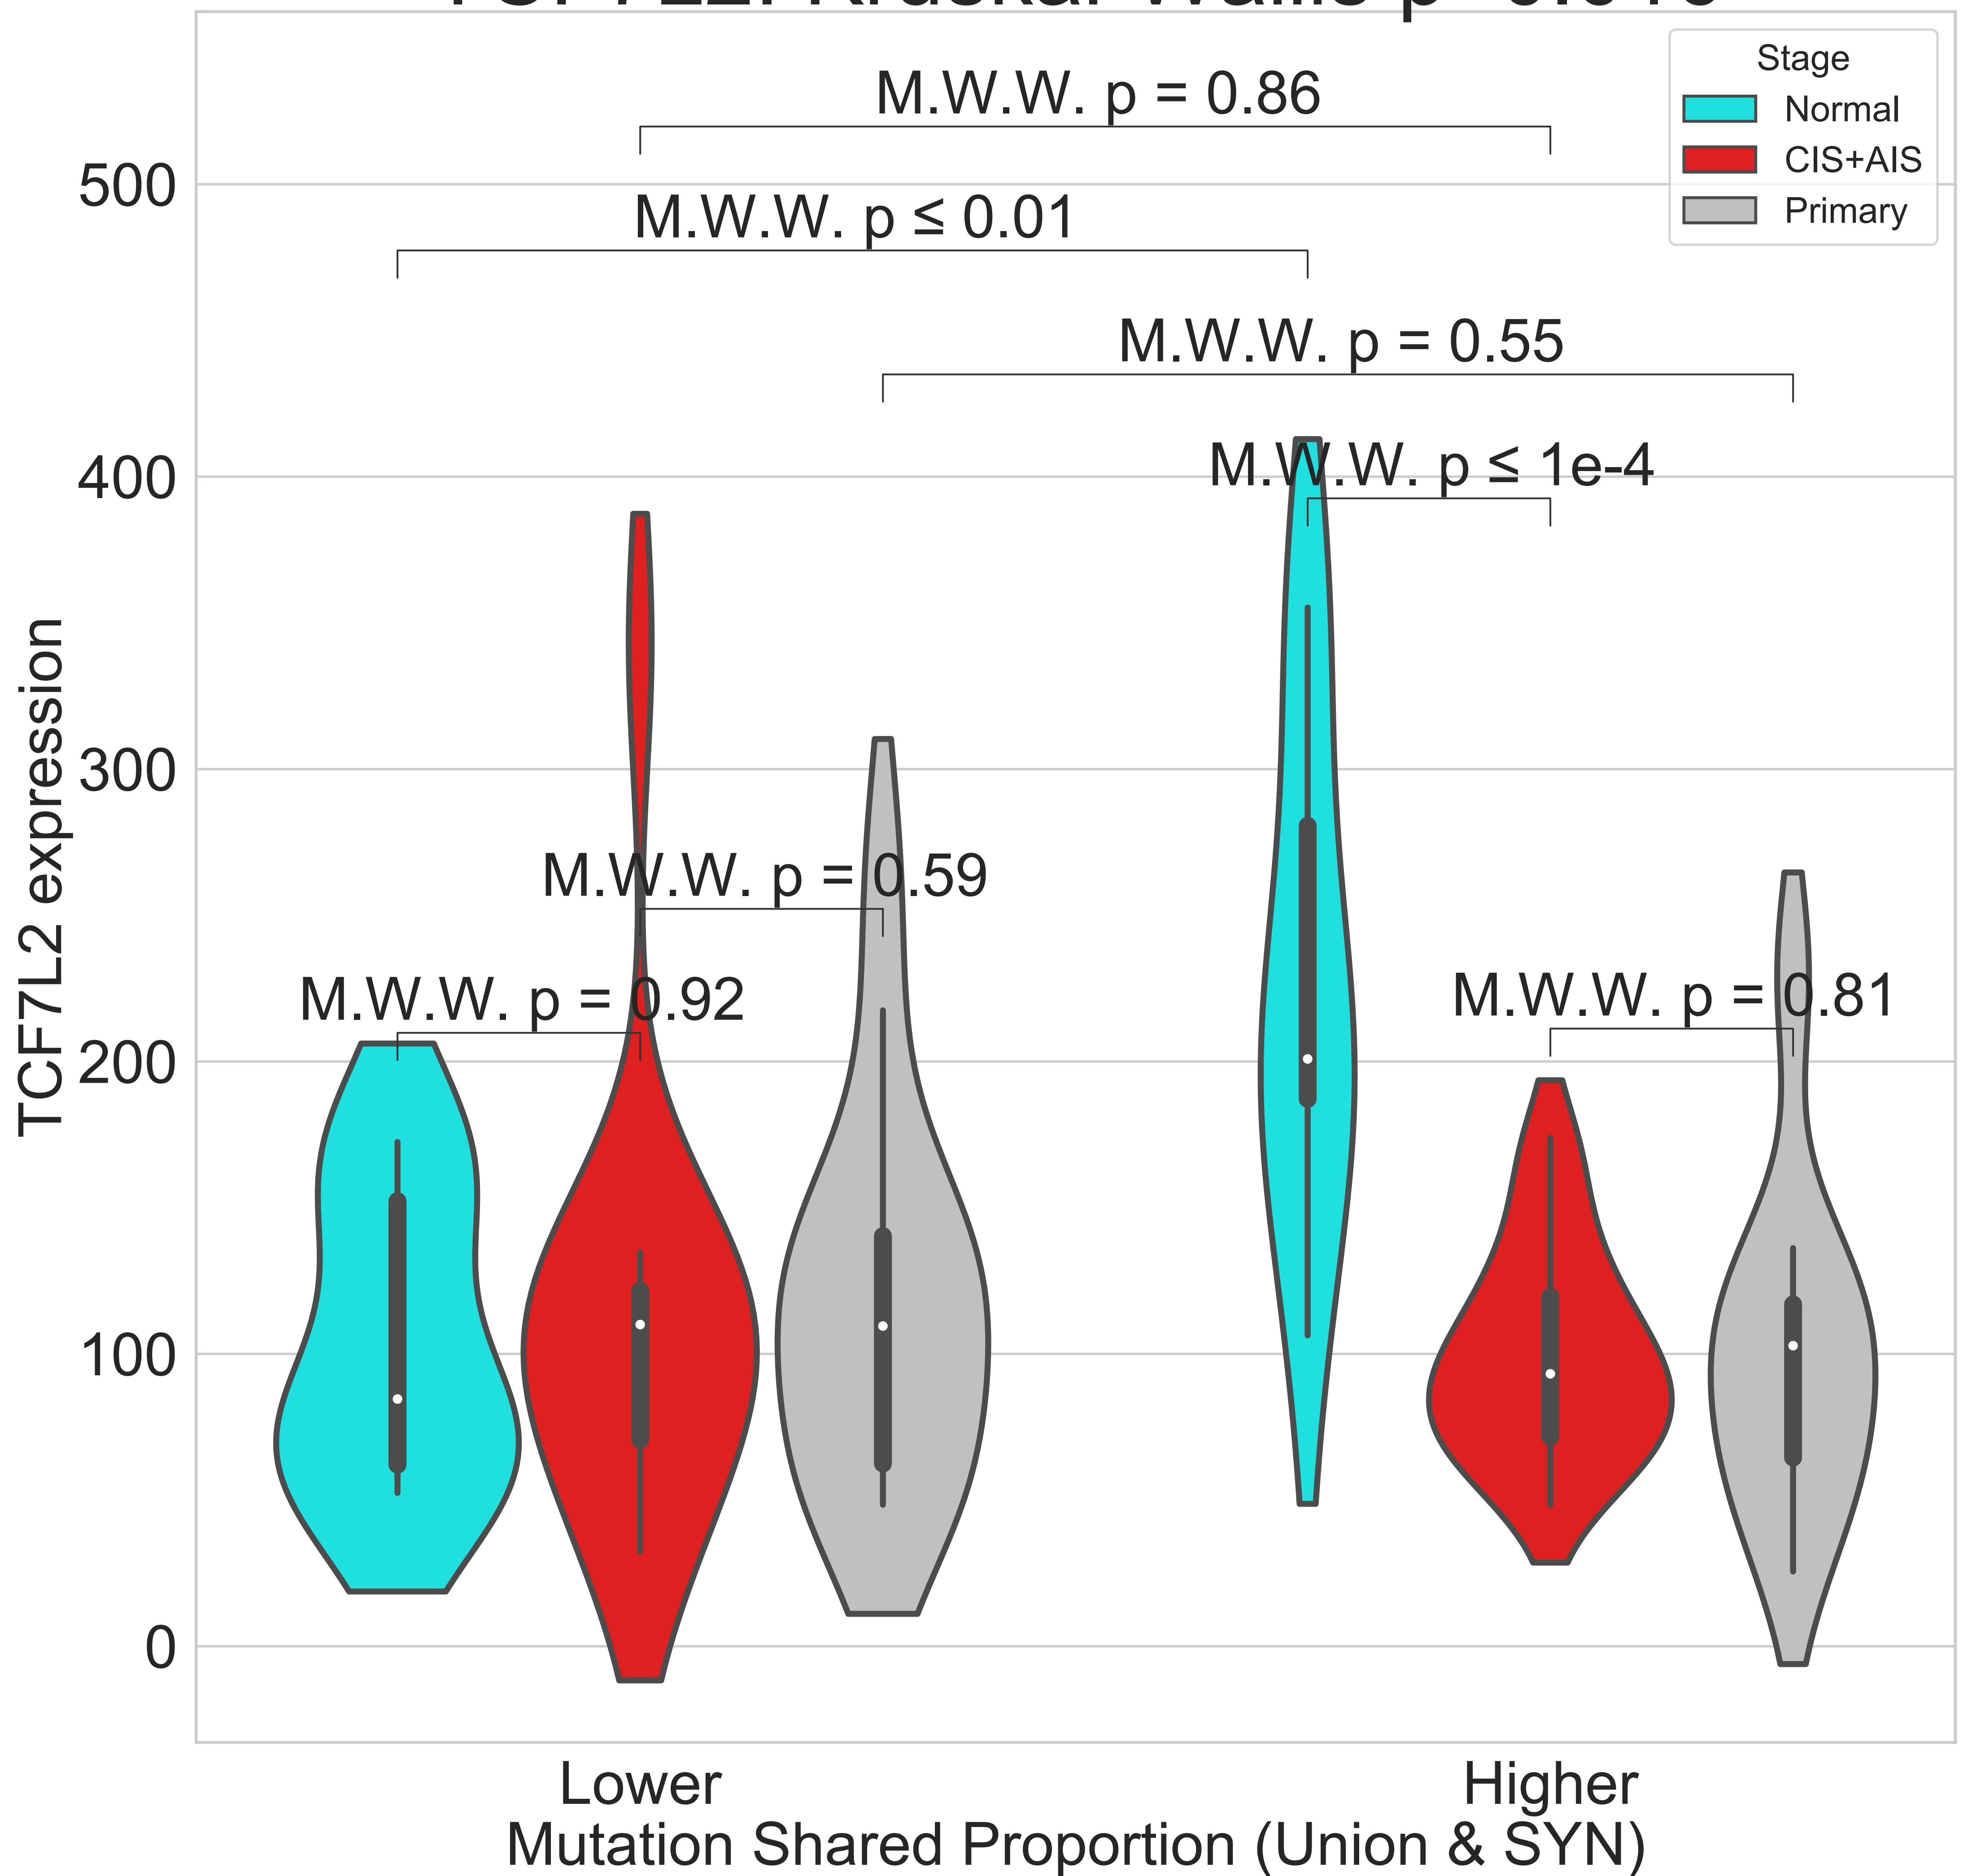 Stage
Normal
CIS+AIS
Primary
M.W.W. p = 0.86
M.W.W. p ≤ 0.01
M.W.W. p = 0.55
M.W.W. p ≤ 1e-4
M.W.W. p = 0.59
M.W.W. p = 0.92
M.W.W. p = 0.81
500
400
300
200
100
0
TCF7L2 expression
Lower
Higher
Mutation Shared Proportion (Union & SYN)